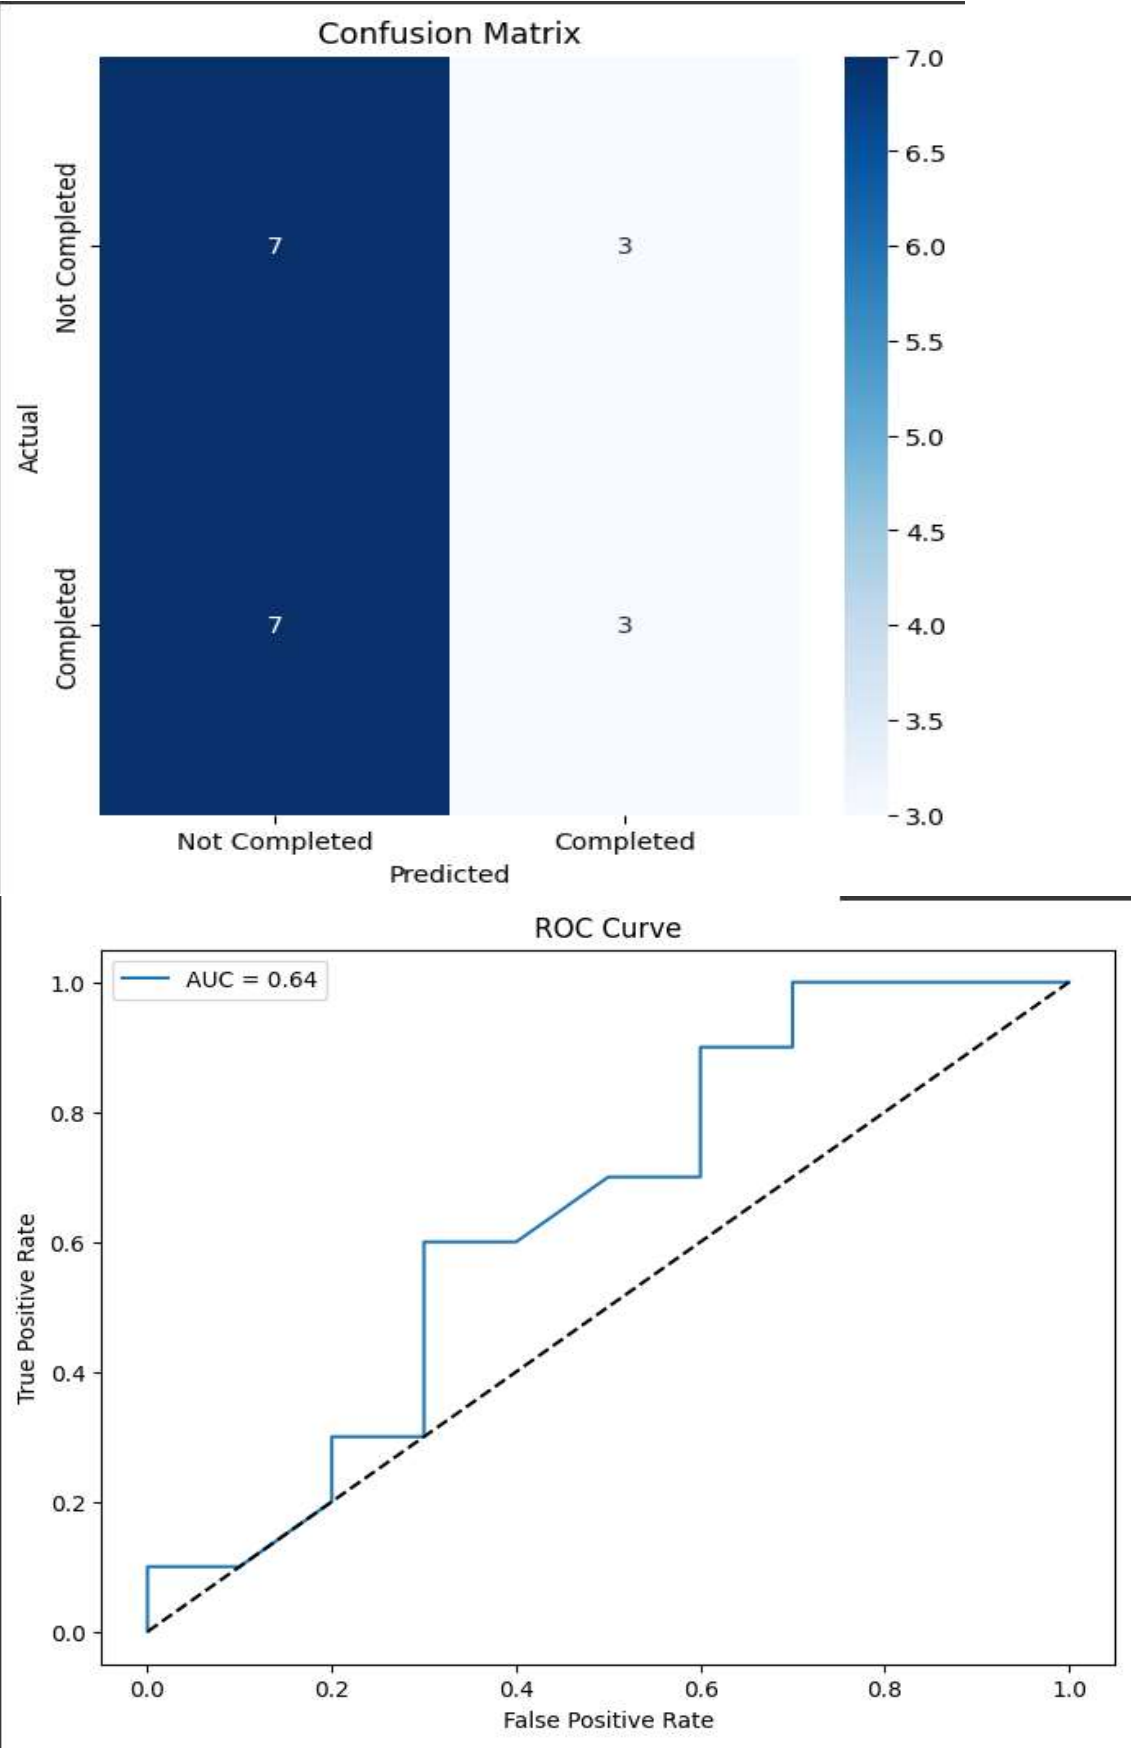 Confusion Matrix
7.0
6.5
6.0
5.5
5.0
4.5
4.0
3.5
3.0
Actual
Not Completed
Completed
7 3
7 3
Not Completed Completed
Predicted
ROC Curve
AUC = 0.64
1.0
0.8
0.6
0.4
0.2
0.0
True Positive Rate
0.0 0.2 0.4 0.6 0.8 1.0
False Positive Rate